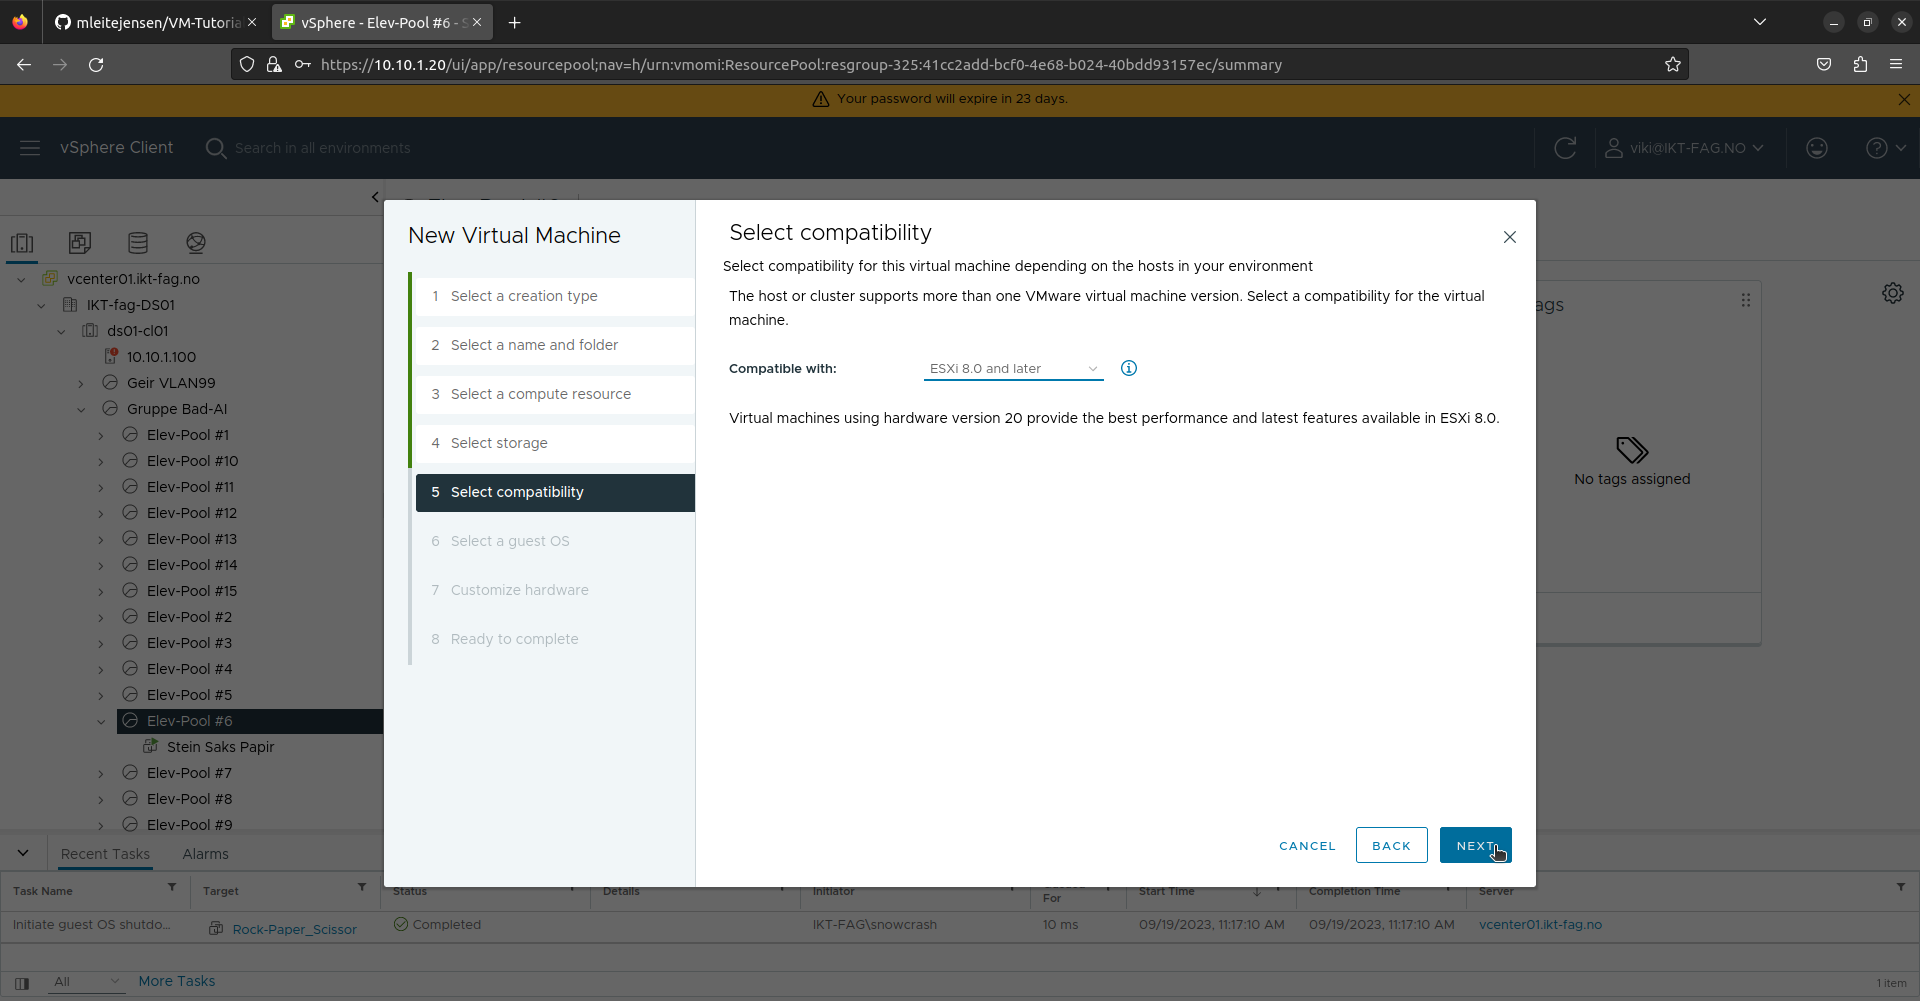 mleitejensen/VM-Tutoria
vSphere - Elev-Pool #6 - S
https://10.10.1.20/ui/app/resourcepool;nav=h/urn:vmomi:ResourcePool:resgroup-325:41cc2add-bcf0-4e68-b024-40bdd93157ec/summary
Your password will expire in 23 days.
vSphere Client
Search in all environments
viki@IKT-FAG.NO
vcenter01.ikt-fag.no
IKT-fag-DS01
ds01-cl01
10.10.1.100
Geir VLAN99
Gruppe Bad-AI
Elev-Pool #1
Elev-Pool #10
Elev-Pool #11
Elev-Pool #12
Elev-Pool #13
Elev-Pool #14
Elev-Pool #15
Elev-Pool #2
Elev-Pool #3
Elev-Pool #4
Elev-Pool #5
Elev-Pool #6
Stein Saks Papir
Elev-Pool #7
Elev-Pool #8
Elev-Pool #9
New Virtual Machine
1 Select a creation type
2 Select a name and folder
3 Select a compute resource
4 Select storage
5 Select compatibility
6 Select a guest OS
7 Customize hardware
8 Ready to complete
Select compatibility
Select compatibility for this virtual machine depending on the hosts in your environment
The host or cluster supports more than one VMware virtual machine version. Select a compatibility for the virtual
machine.
Compatible with:
ESXi 8.0 and later
Virtual machines using hardware version 20 provide the best performance and latest features available in ESXi 8.0.
CANCEL
BACK
NEXT
ags
No tags assigned
Recent Tasks
Alarms
Task Name
Target
Status
Details
Initiator
For
Start Time
Completion Time
Server
Initiate guest OS shutdo...
Rock-Paper_Scissor
Completed
IKT-FAG\snowcrash
10 ms
09/19/2023, 11:17:10 AM
09/19/2023, 11:17:10 AM
vcenter01.ikt-fag.no
All
More Tasks
1 item